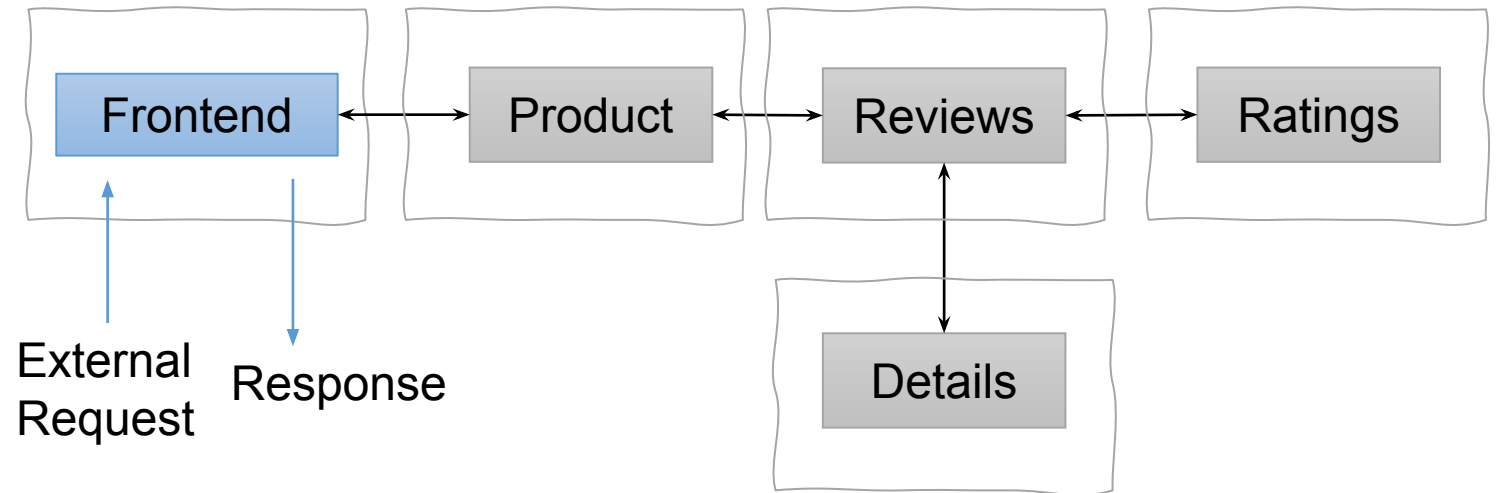 Frontend
Product
Reviews
Ratings
External
Request
Response
Details